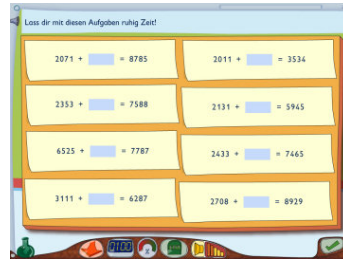 Lass dir mit diesen Aufgaben ruhig Zeit!
2071 + = 8785
2011 + = 3534
2353 + = 7588
2131 + = 5945
6525 + = 7787
2433 + = 7465
3111 + = 6287
2708 + = 8929
0100